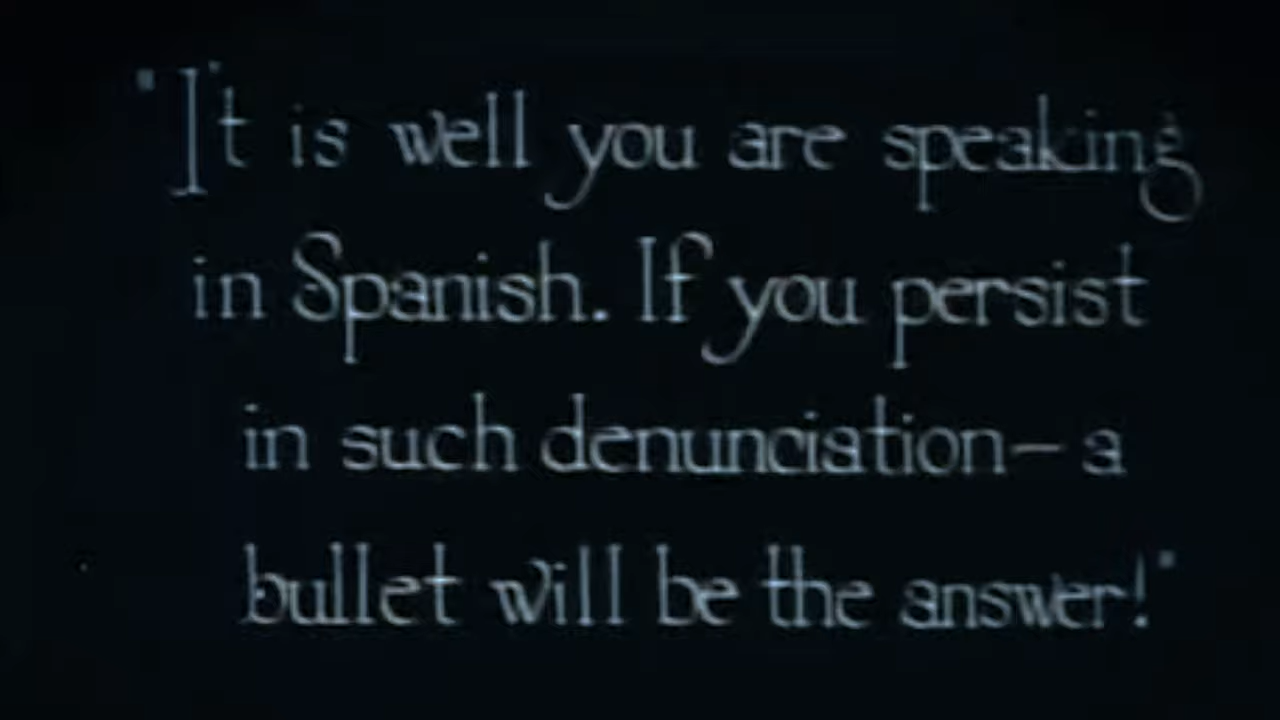 "It is well you are speaking
in Spanish. If you persist
in such denunciation— a
bullet will be the answer!"